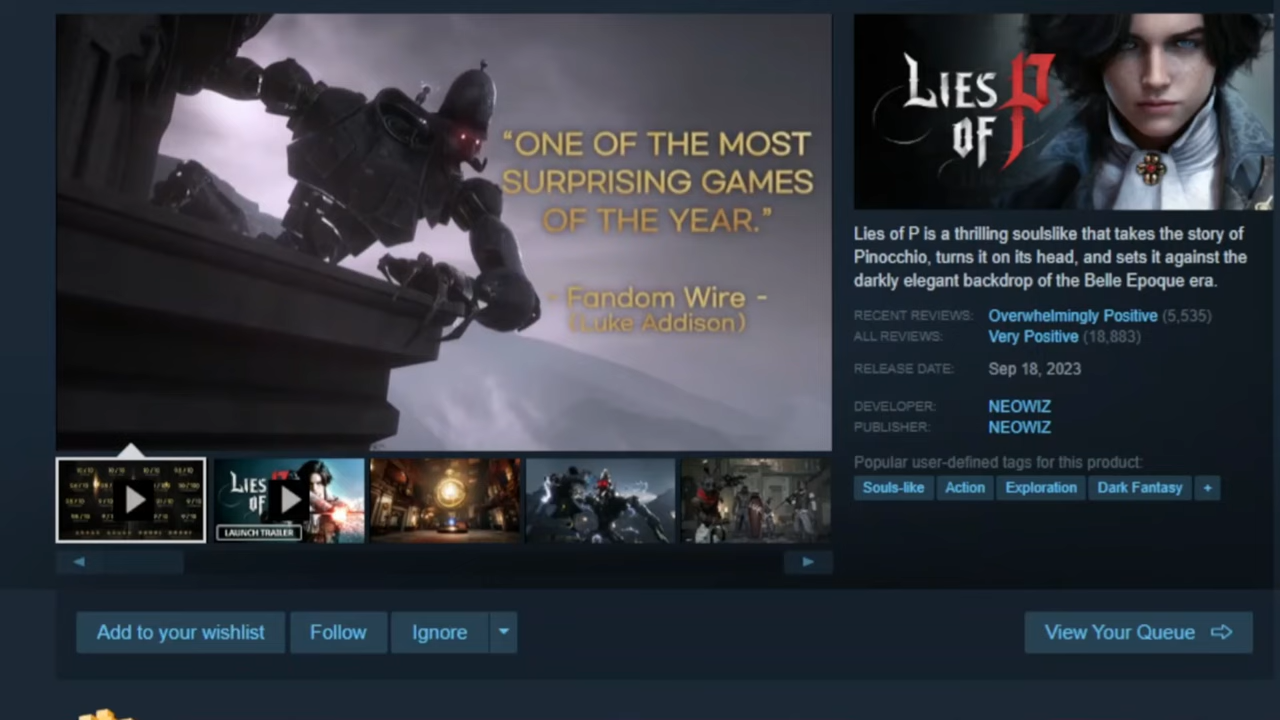 “ONE OF THE MOST
SURPRISING GAMES
OF THE YEAR.”
- Fandom Wire -
(Luke Addison)
LIES
OF P
Lies of P is a thrilling soulslike that takes the story of
Pinocchio, turns it on its head, and sets it against the
darkly elegant backdrop of the Belle Epoque era.
RECENT REVIEWS: Overwhelmingly Positive (5,535)
ALL REVIEWS: Very Positive (18,883)
RELEASE DATE: Sep 18, 2023
DEVELOPER: NEOWIZ
PUBLISHER: NEOWIZ
Popular user-defined tags for this product:
Souls-like Action Exploration Dark Fantasy +
LIES
OF P
LAUNCH TRAILER
Add to your wishlist Follow Ignore View Your Queue